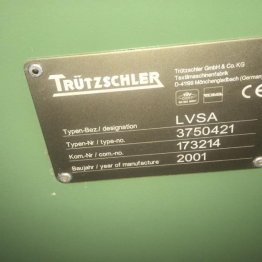 TRÜTZSCHLER
Trützschler GmbH & Co. KG
Textilmaschinenfabrik
D-41199 Mönchengladbach (Germany)
CE
Typen-Bez./ designation LVSA
Typen-Nr / type-no. 3750421
Kom.-Nr / com.-no. 173214
Baujahr / year of manufacture 2001